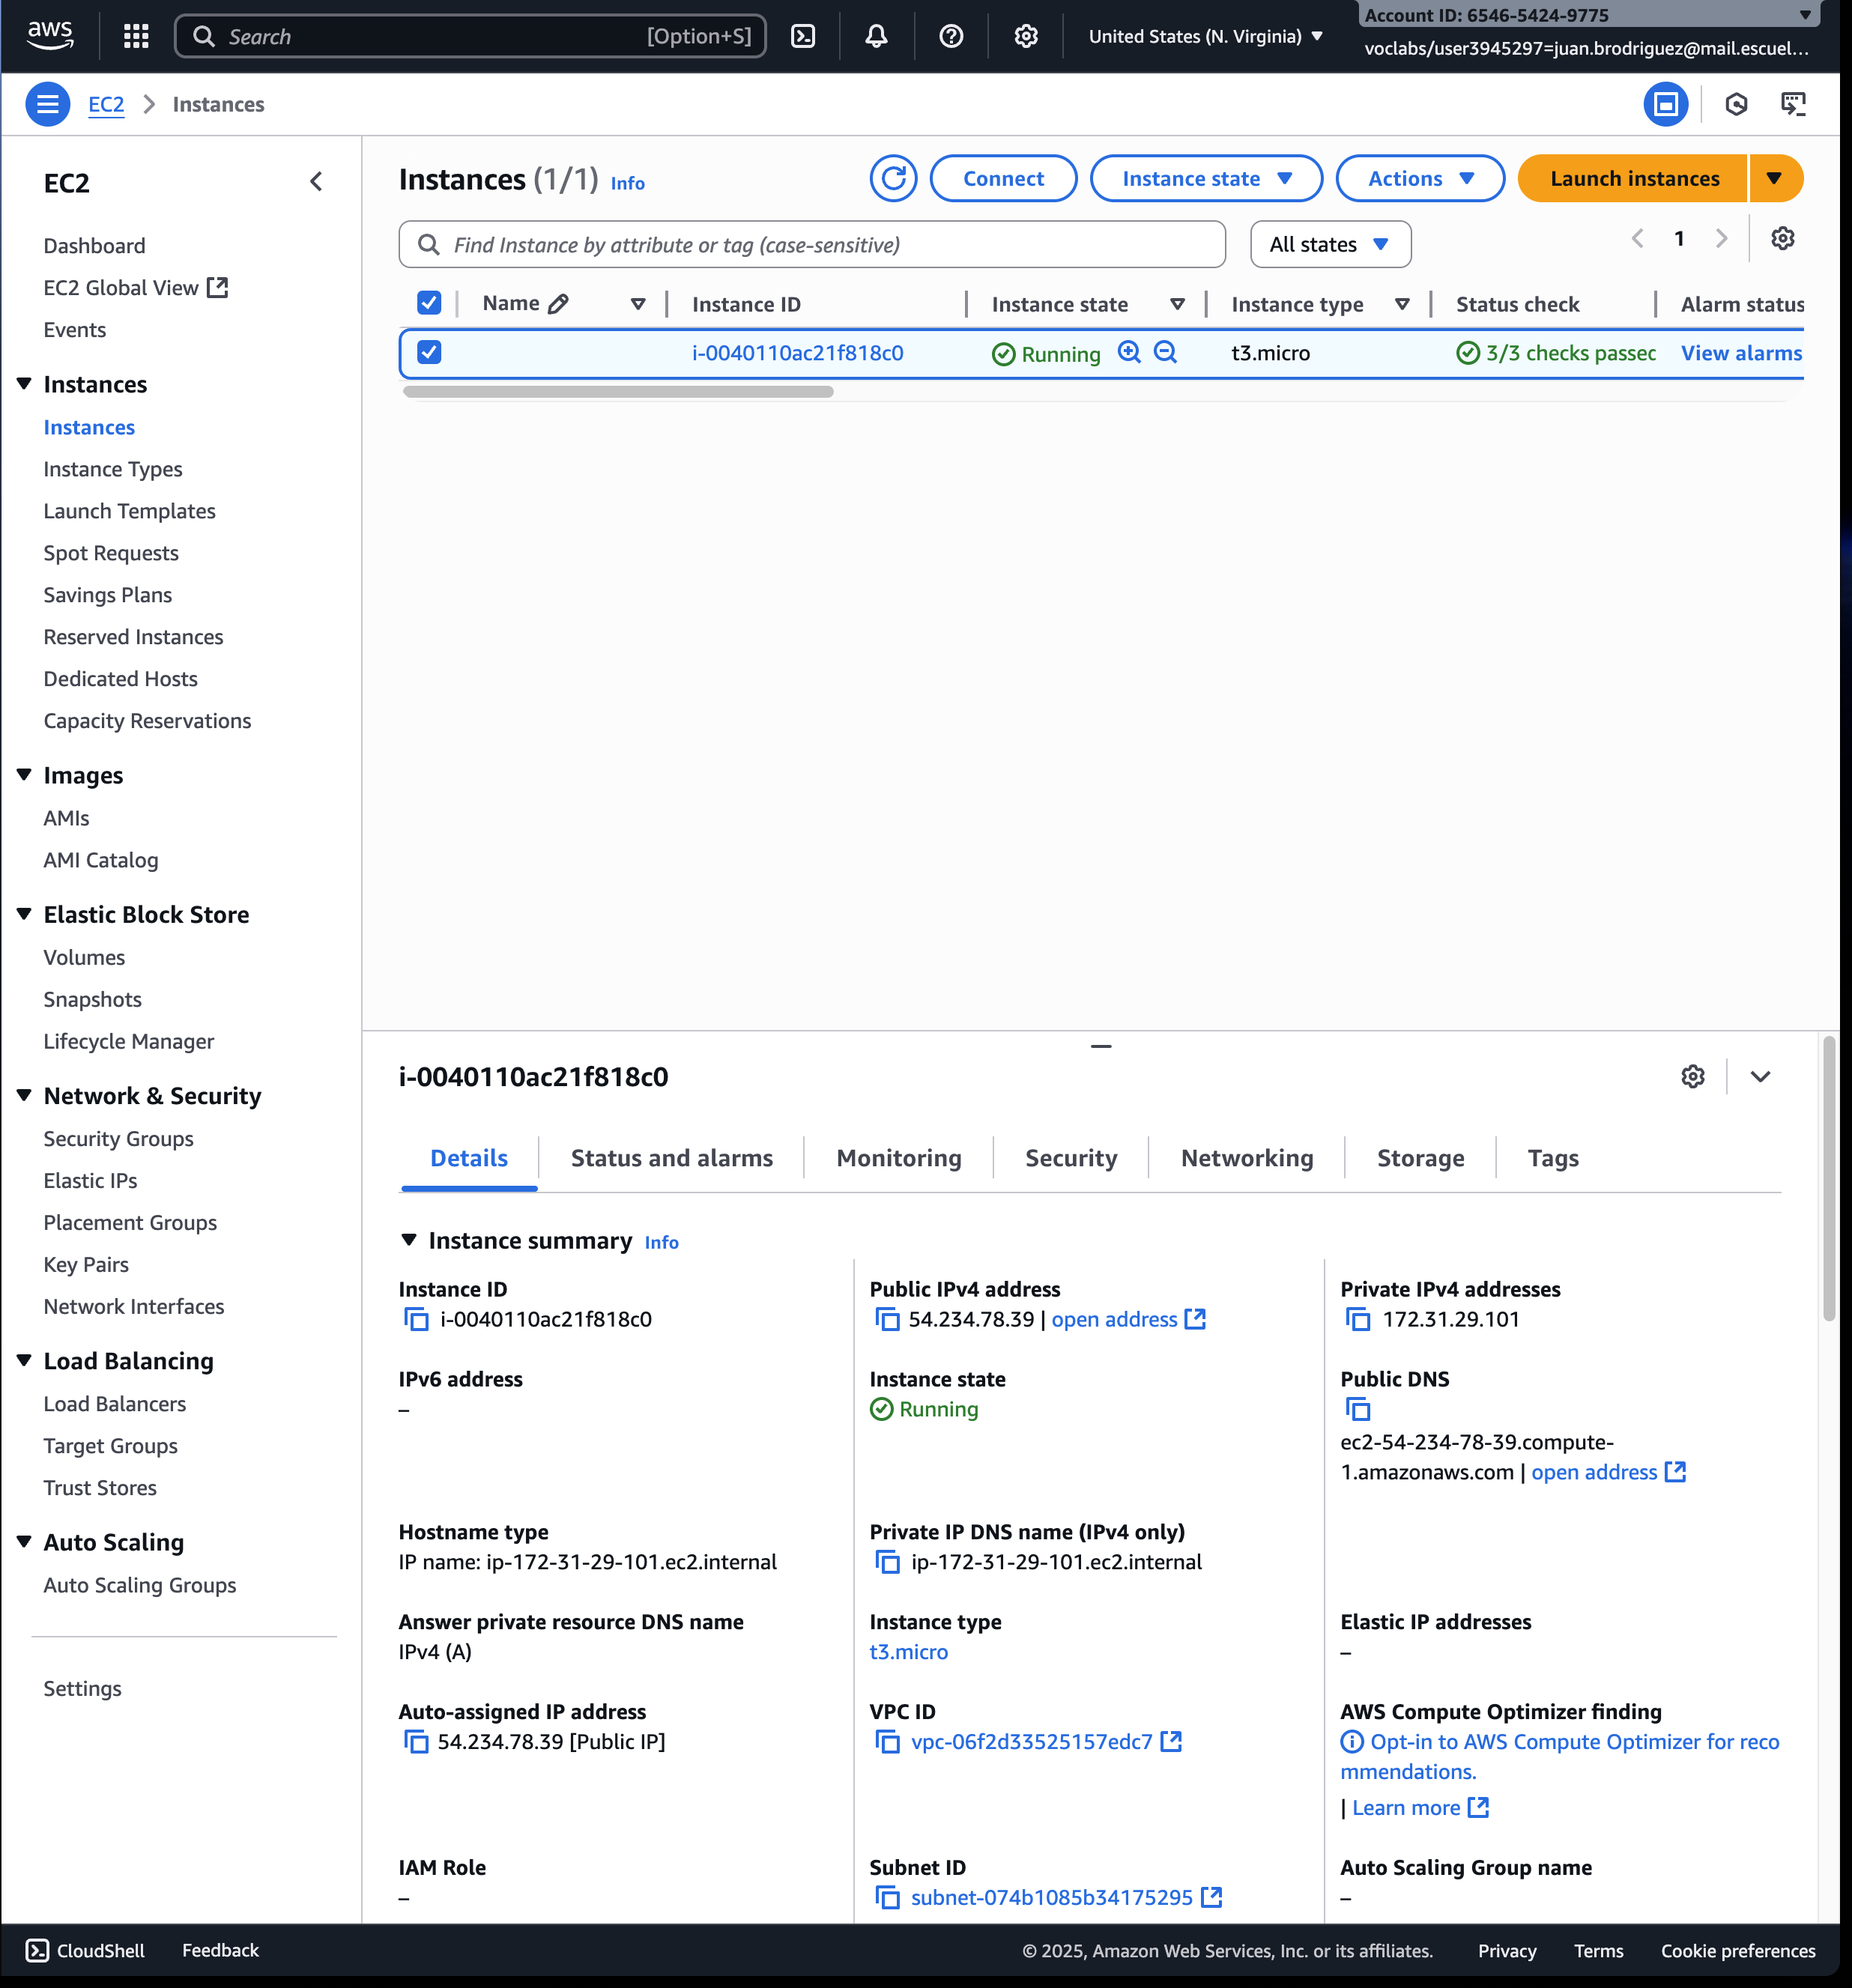 aws
Search [Option+S]
United States (N. Virginia)
Account ID: 6546-5424-9775
voclabs/user3945297=juan.brodriguez@mail.escuel...
EC2 > Instances
EC2
Dashboard
EC2 Global View
Events
Instances
Instances
Instance Types
Launch Templates
Spot Requests
Savings Plans
Reserved Instances
Dedicated Hosts
Capacity Reservations
Images
AMIs
AMI Catalog
Elastic Block Store
Volumes
Snapshots
Lifecycle Manager
Network & Security
Security Groups
Elastic IPs
Placement Groups
Key Pairs
Network Interfaces
Load Balancing
Load Balancers
Target Groups
Trust Stores
Auto Scaling
Auto Scaling Groups
Settings
Instances (1/1) Info
Connect
Instance state
Actions
Launch instances
Find Instance by attribute or tag (case-sensitive)
All states
1
Name Instance ID Instance state Instance type Status check Alarm status
i-0040110ac21f818c0 Running t3.micro 3/3 checks passec View alarms
i-0040110ac21f818c0
Details Status and alarms Monitoring Security Networking Storage Tags
Instance summary Info
Instance ID
i-0040110ac21f818c0
Public IPv4 address
54.234.78.39 | open address
Private IPv4 addresses
172.31.29.101
IPv6 address
–
Instance state
Running
Public DNS
ec2-54-234-78-39.compute-
1.amazonaws.com | open address
Hostname type
IP name: ip-172-31-29-101.ec2.internal
Private IP DNS name (IPv4 only)
ip-172-31-29-101.ec2.internal
Answer private resource DNS name
IPv4 (A)
Instance type
t3.micro
Elastic IP addresses
–
Auto-assigned IP address
54.234.78.39 [Public IP]
VPC ID
vpc-06f2d33525157edc7
AWS Compute Optimizer finding
Opt-in to AWS Compute Optimizer for reco
mmendations.
| Learn more
IAM Role
–
Subnet ID
subnet-074b1085b34175295
Auto Scaling Group name
–
CloudShell Feedback
© 2025, Amazon Web Services, Inc. or its affiliates. Privacy Terms Cookie preferences